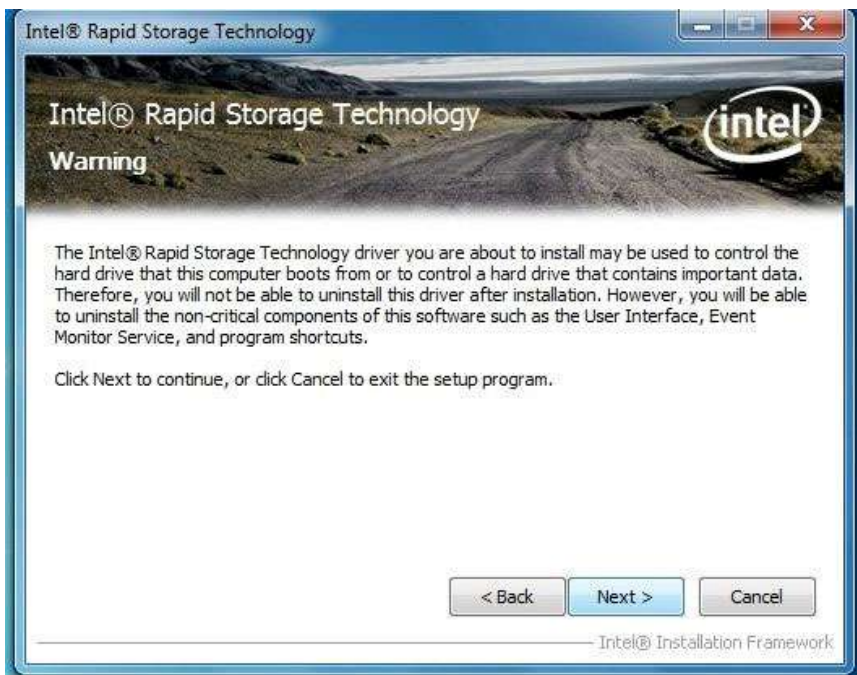 Intel® Rapid Storage Technology
Intel® Rapid Storage Technology
intel
Warning
The Intel® Rapid Storage Technology driver you are about to install may be used to control the
hard drive that this computer boots from or to control a hard drive that contains important data.
Therefore, you will not be able to uninstall this driver after installation. However, you will be able
to uninstall the non-critical components of this software such as the User Interface, Event
Monitor Service, and program shortcuts.
Click Next to continue, or click Cancel to exit the setup program.
< Back
Next >
Cancel
Intel® Installation Framework